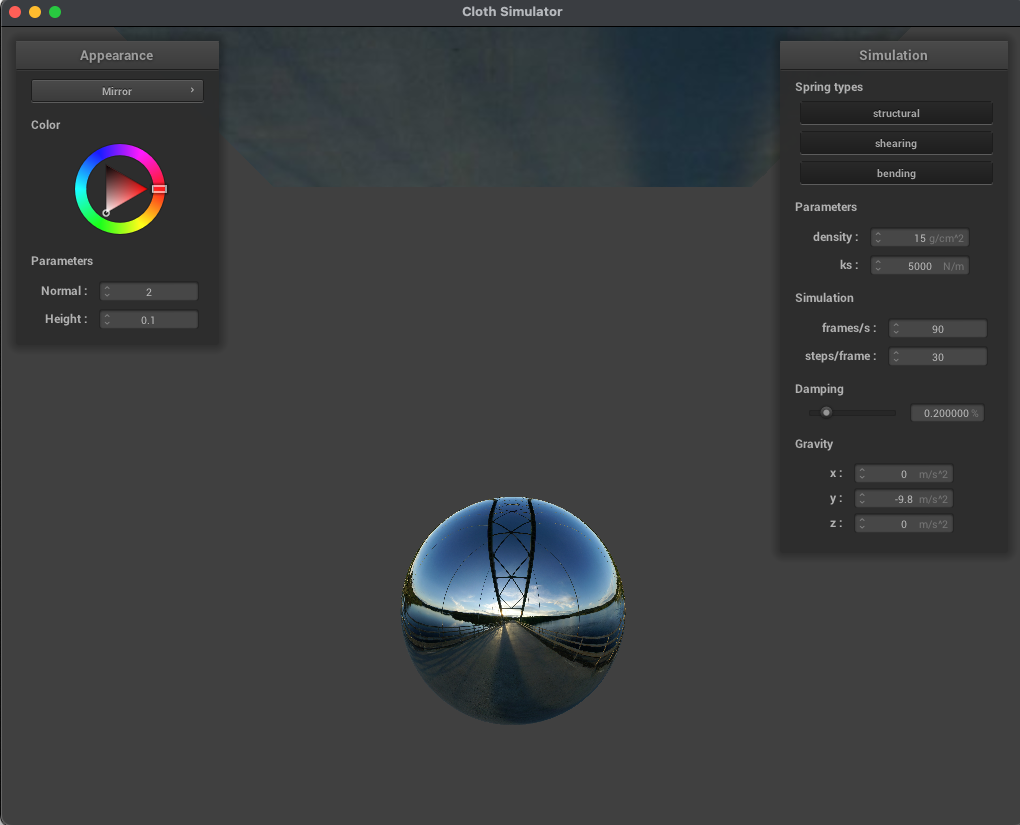 Cloth Simulator
Appearance
Mirror ›
Color
Parameters
Normal : 2
Height : 0.1
Simulation
Spring types
structural
shearing
bending
Parameters
density : 15 g/cm^2
ks : 5000 N/m
Simulation
frames/s : 90
steps/frame : 30
Damping
0.200000 %
Gravity
x : 0 m/s^2
y : -9.8 m/s^2
z : 0 m/s^2